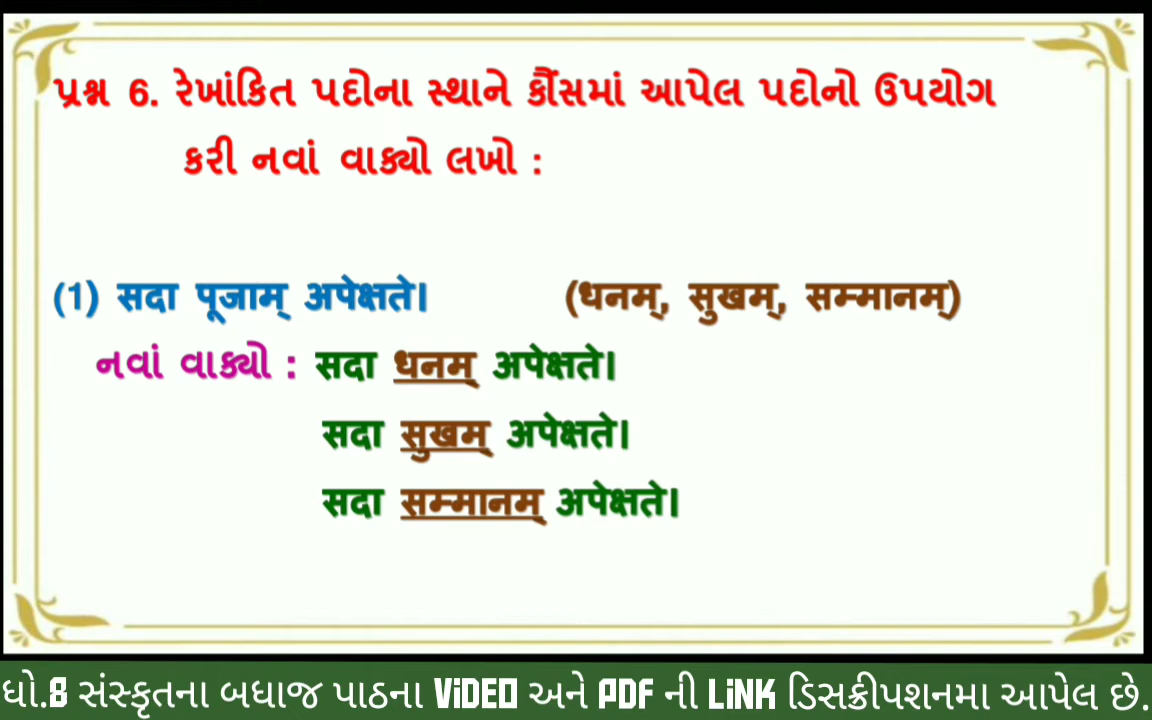 પ્રશ્ન 6. રેખાંકિત પદોના સ્થાને કૌંસમાં આપેલ પદોનો ઉપયોગ
કરી નવાં વાક્યો લખો :
(1) सदा पूजाम् अपेक्षते। (धनम्, सुखम्, सम्मानम्)
નવાં વાક્યો : सदा धनम् अपेक्षते।
सदा सुखम् अपेक्षते।
सदा सम्मानम् अपेक्षते।
ધો.8 સંસ્કૃતના બધાજ પાઠના ViDEO અને PDF ની LiNK ડિસક્રીપશનમા આપેલ છે.